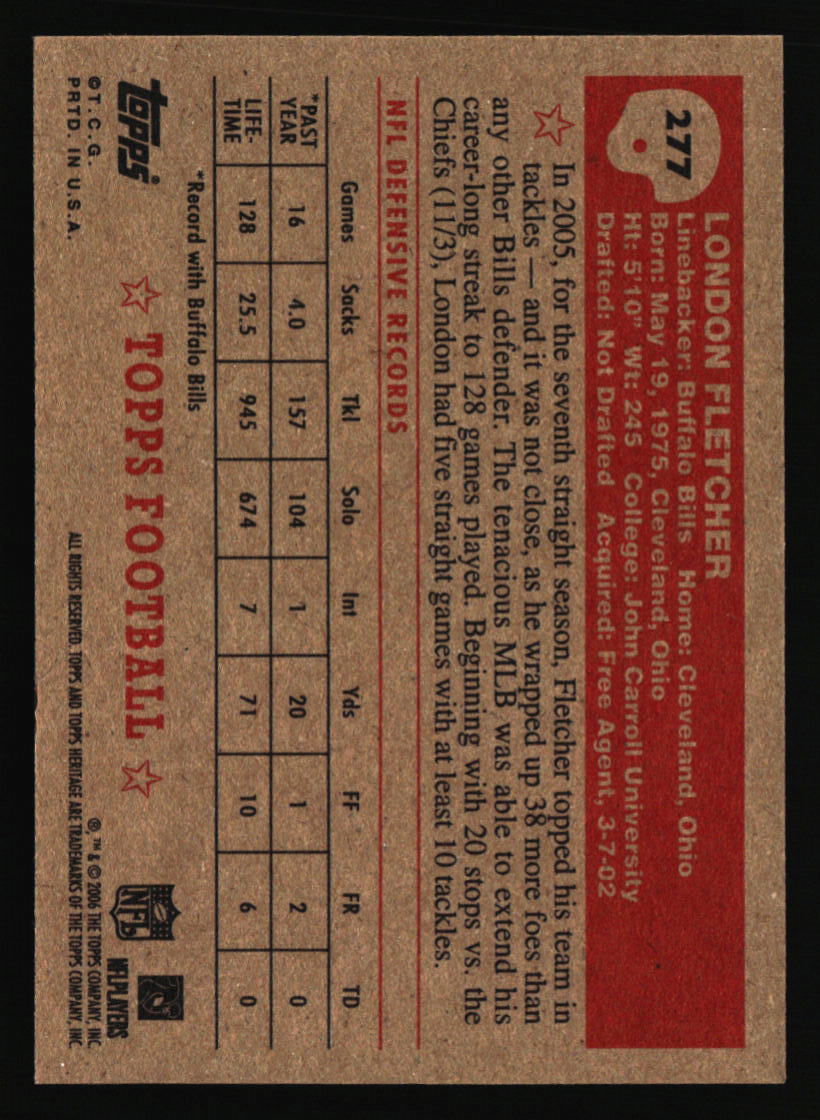 277
LONDON FLETCHER
Linebacker: Buffalo Bills Home: Cleveland, Ohio
Born: May 19, 1975, Cleveland, Ohio
Ht: 5'10" Wt: 245 College: John Carroll University
Drafted: Not Drafted Acquired: Free Agent, 3-7-02
In 2005, for the seventh straight season, Fletcher topped his team in
tackles — and it was not close, as he wrapped up 38 more foes than
any other Bills defender. The tenacious MLB was able to extend his
career-long streak to 128 games played. Beginning with 20 stops vs. the
Chiefs (11/3), London had five straight games with at least 10 tackles.
NFL DEFENSIVE RECORDS
Games Sacks Tkl Solo Int Yds FF FR TD
*PAST YEAR 16 4.0 157 104 1 20 1 2 0
LIFE-TIME 128 25.5 945 674 7 71 10 6 0
*Record with Buffalo Bills
topps
TOPPS FOOTBALL
NFL
NFLPLAYERS
©T.C.G.
PRTD. IN U.S.A.
®, ™ & © 2006 THE TOPPS COMPANY, INC.
ALL RIGHTS RESERVED. TOPPS AND TOPPS HERITAGE ARE TRADEMARKS OF THE TOPPS COMPANY, INC.